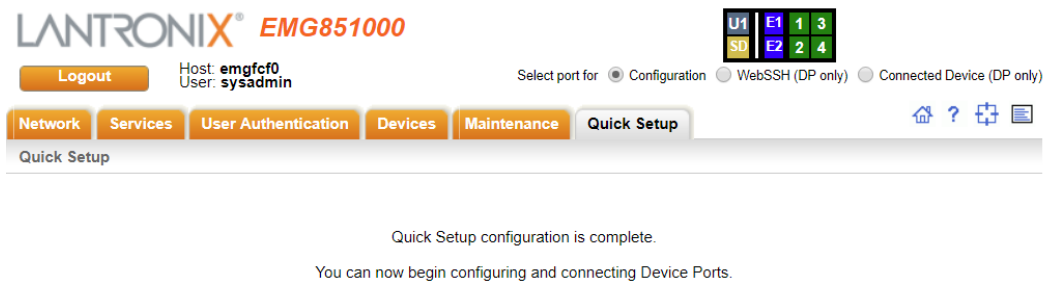 LANTRONIX® EMG851000
U1 E1 1 3
SD E2 2 4
Logout
Host: emgfcf0
User: sysadmin
Select port for Configuration WebSSH (DP only) Connected Device (DP only)
Network Services User Authentication Devices Maintenance Quick Setup ?
Quick Setup
Quick Setup configuration is complete.
You can now begin configuring and connecting Device Ports.